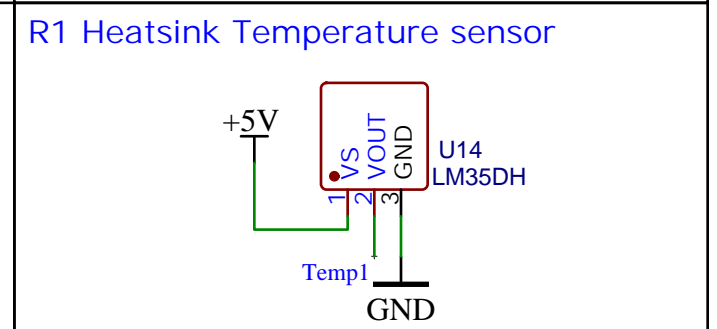 R1 Heatsink Temperature sensor
+5V
VS
VOUT
GND
U14
LM35DH
1
2
3
Temp1
GND